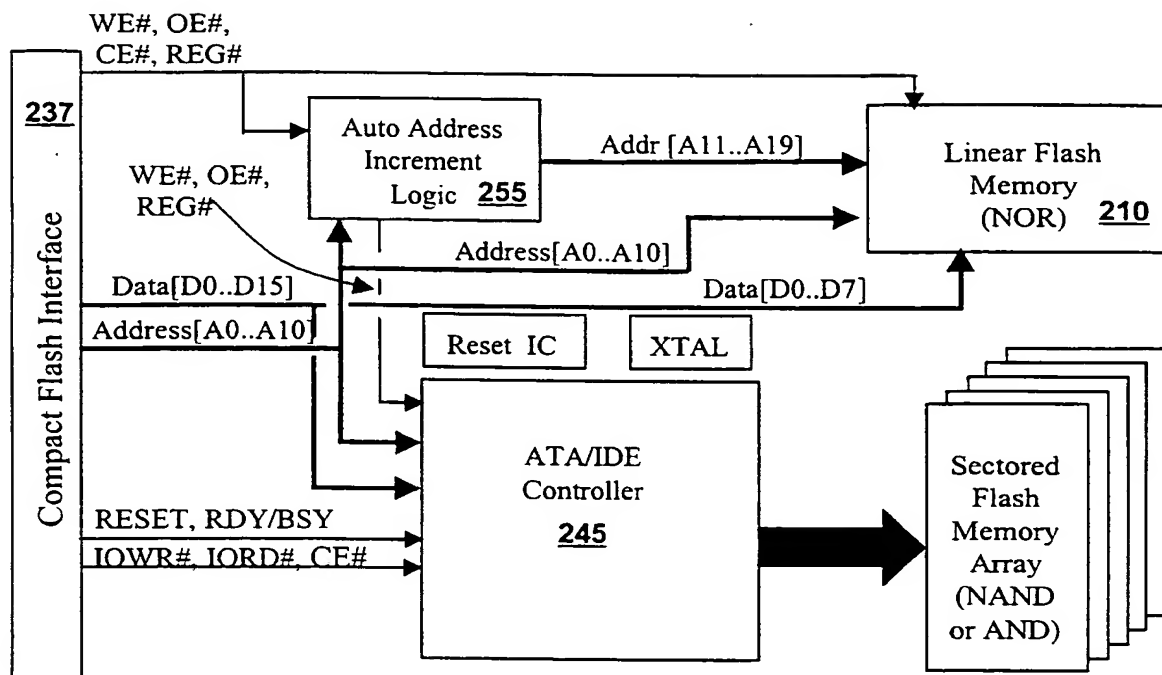 WE#, OE#,
CE#, REG#
237
Compact Flash Interface
Auto Address
Increment
Logic 255
Addr [A11..A19]
Linear Flash
Memory
(NOR) 210
WE#, OE#,
REG#
Address[A0..A10]
Data[D0..D15]
Data[D0..D7]
Address[A0..A10]
Reset IC
XTAL
ATA/IDE
Controller
245
Sectored
Flash
Memory
Array
(NAND
or AND)
RESET, RDY/BSY
IOWR#, IORD#, CE#